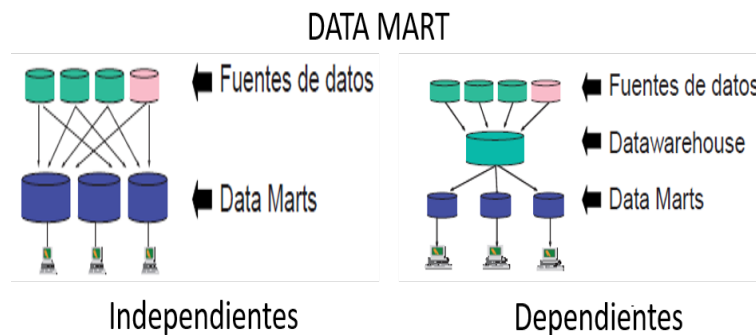 DATA MART
Fuentes de datos
Data Marts
Independientes
Fuentes de datos
Datawarehouse
Data Marts
Dependientes